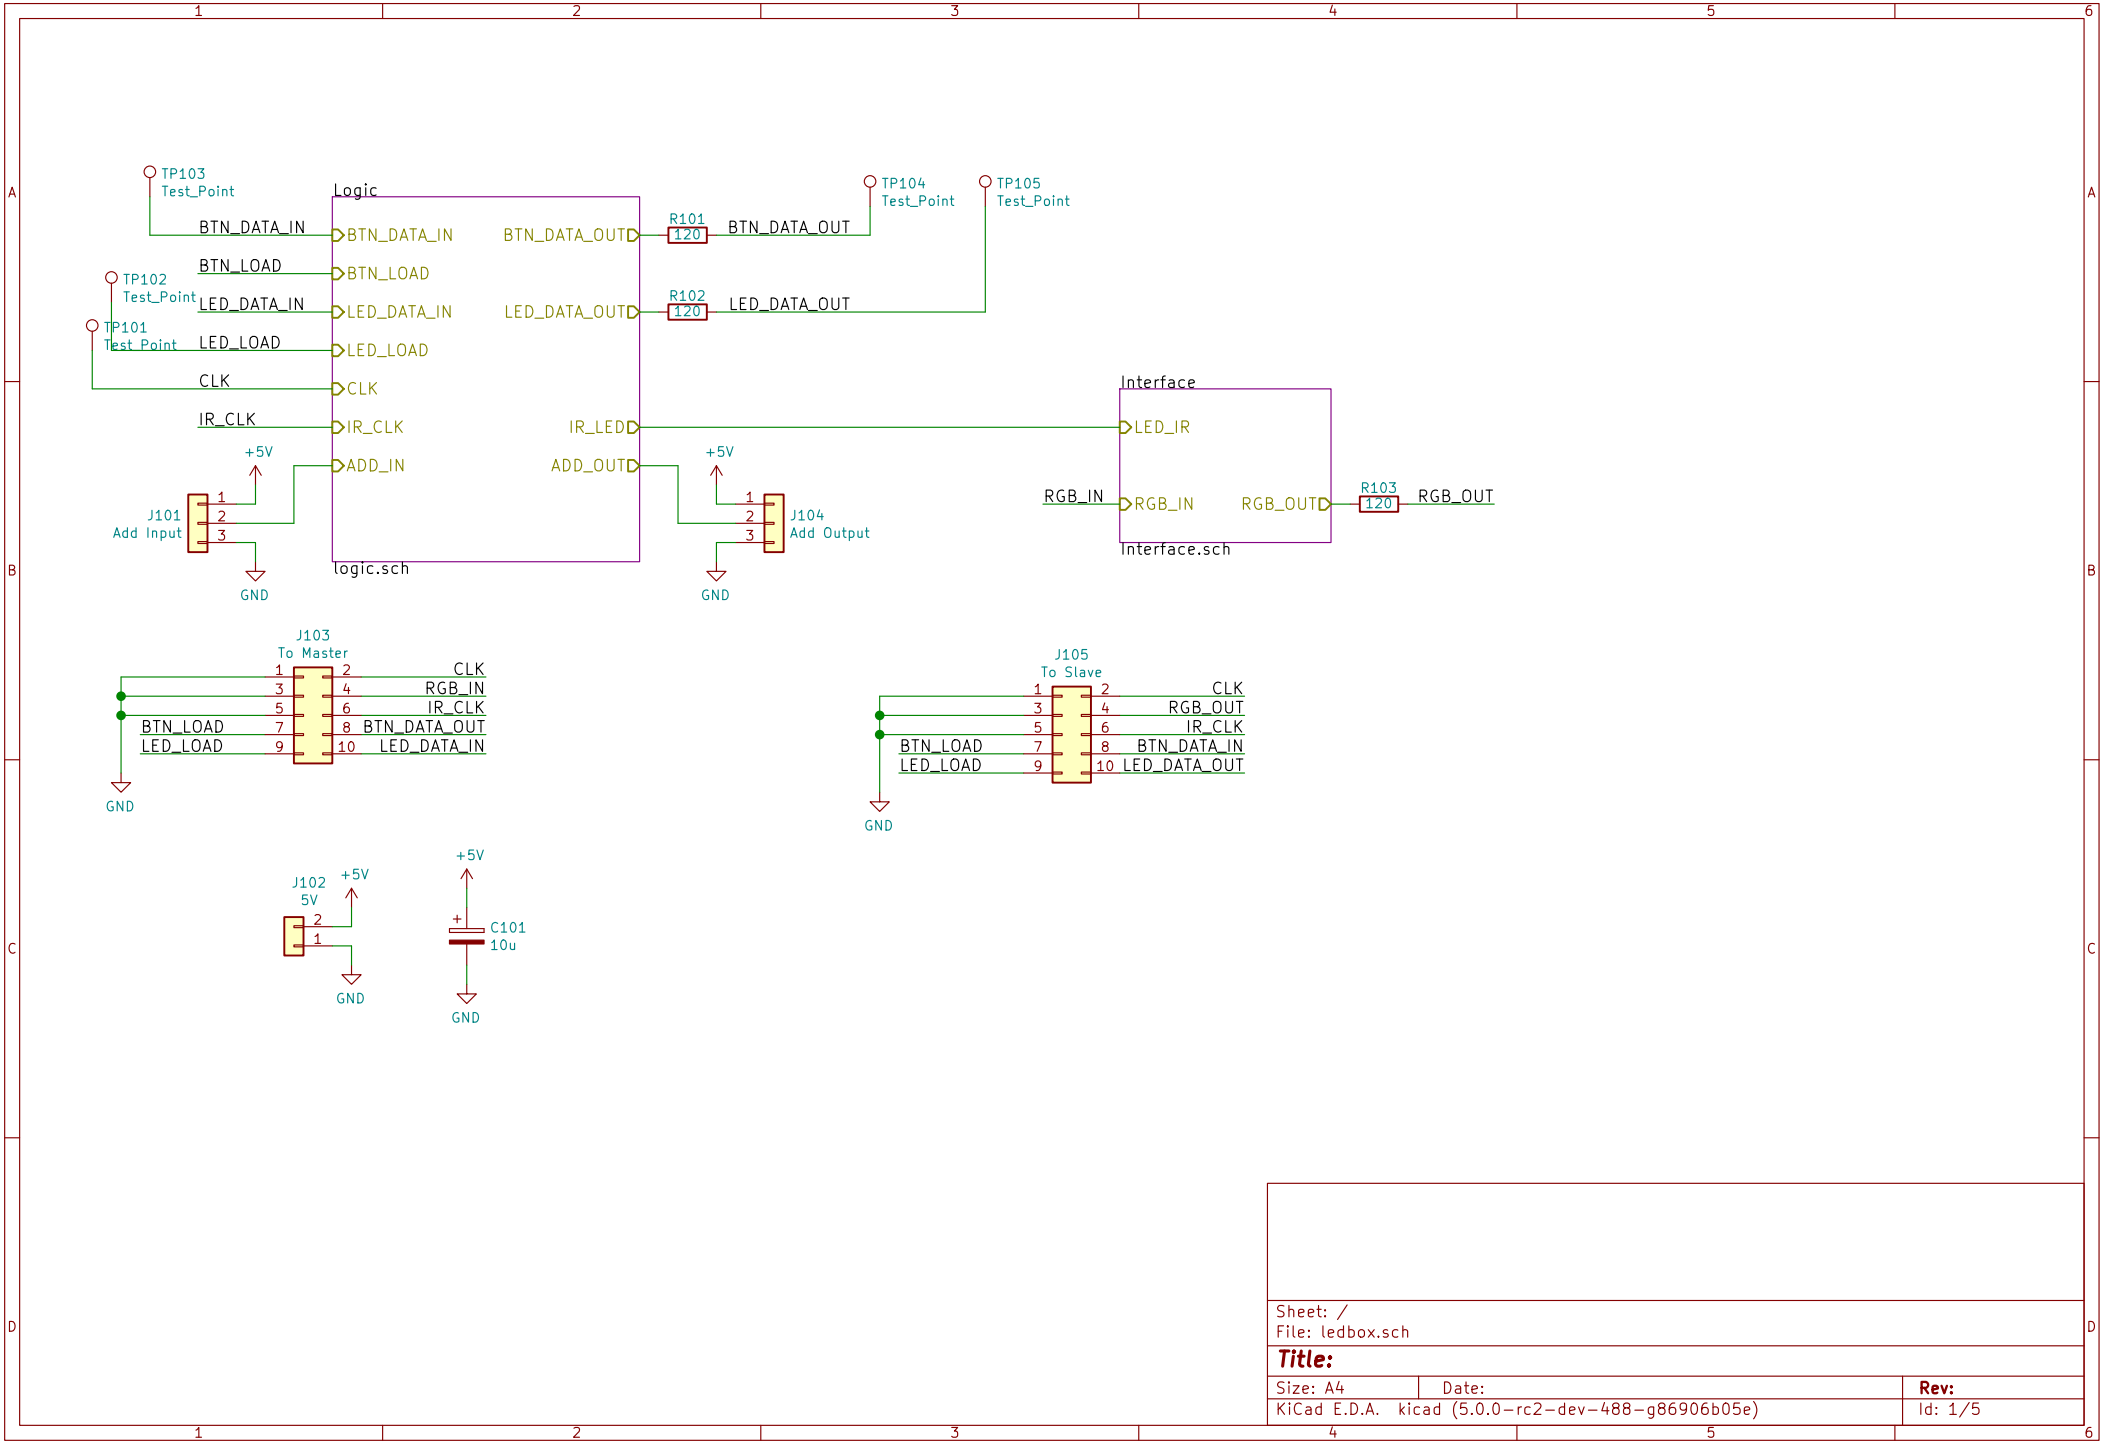 1 2 3 4 5 6
A A
B B
C C
D D
TP103
Test_Point
Logic
BTN_DATA_IN
BTN_LOAD
TP102
Test_Point
LED_DATA_IN
TP101
Test_Point
LED_LOAD
CLK
IR_CLK
BTN_DATA_IN
BTN_LOAD
LED_DATA_IN
LED_LOAD
CLK
IR_CLK
ADD_IN
BTN_DATA_OUT
LED_DATA_OUT
IR_LED
ADD_OUT
logic.sch
R101
120
BTN_DATA_OUT
TP104
Test_Point
TP105
Test_Point
R102
120
LED_DATA_OUT
+5V
J101
Add Input
1
2
3
GND
+5V
1
2
3
J104
Add Output
GND
Interface
LED_IR
RGB_IN
RGB_IN
RGB_OUT
R103
120
RGB_OUT
Interface.sch
J103
To Master
1 2 CLK
3 4 RGB_IN
5 6 IR_CLK
BTN_LOAD 7 8 BTN_DATA_OUT
LED_LOAD 9 10 LED_DATA_IN
GND
J105
To Slave
1 2 CLK
3 4 RGB_OUT
5 6 IR_CLK
BTN_LOAD 7 8 BTN_DATA_IN
LED_LOAD 9 10 LED_DATA_OUT
GND
J102
5V
+5V
2
1
GND
+5V
+
C101
10u
GND
Sheet: /
File: ledbox.sch
Title:
Size: A4 Date: Rev:
KiCad E.D.A. kicad (5.0.0-rc2-dev-488-g86906b05e) Id: 1/5
1 2 3 4 5 6